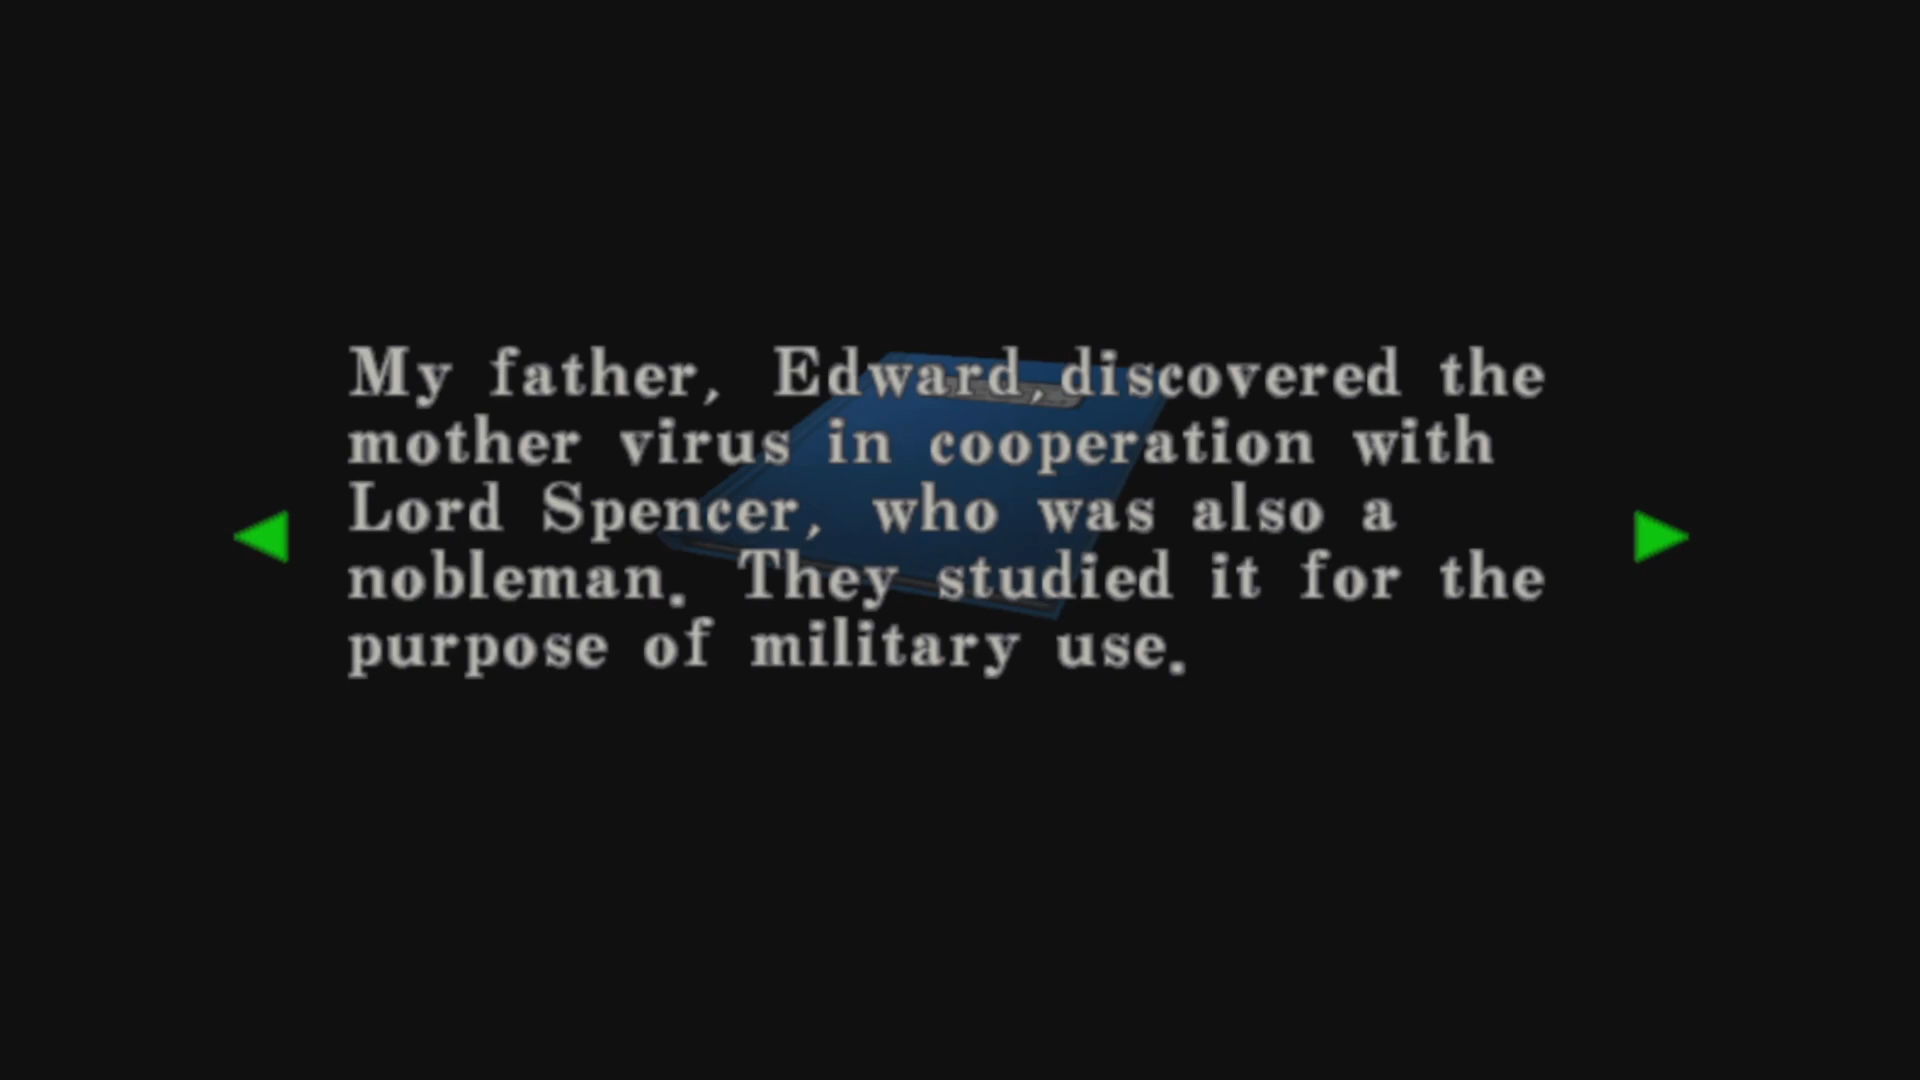 My father, Edward, discovered the
mother virus in cooperation with
Lord Spencer, who was also a
nobleman. They studied it for the
purpose of military use.